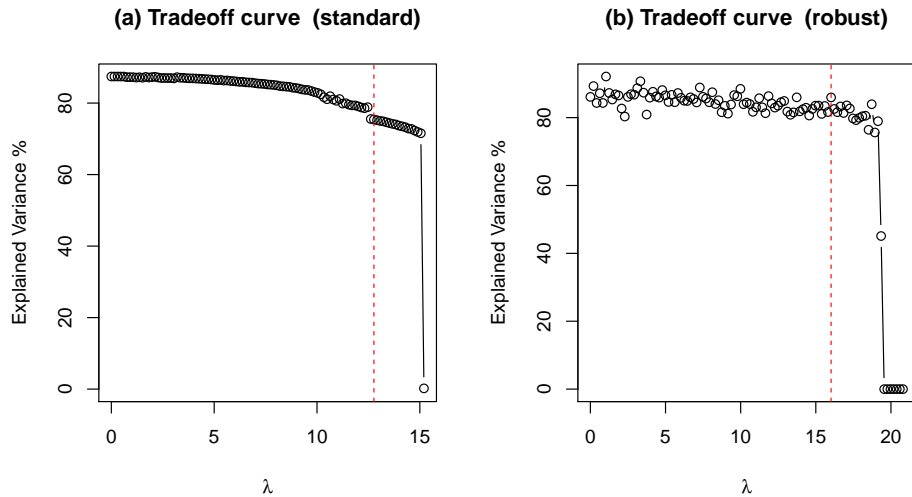 (a) Tradeoff curve (standard)
Explained Variance %
80
60
40
20
0
0 5 10 15
λ
(b) Tradeoff curve (robust)
Explained Variance %
80
60
40
20
0
0 5 10 15 20
λ